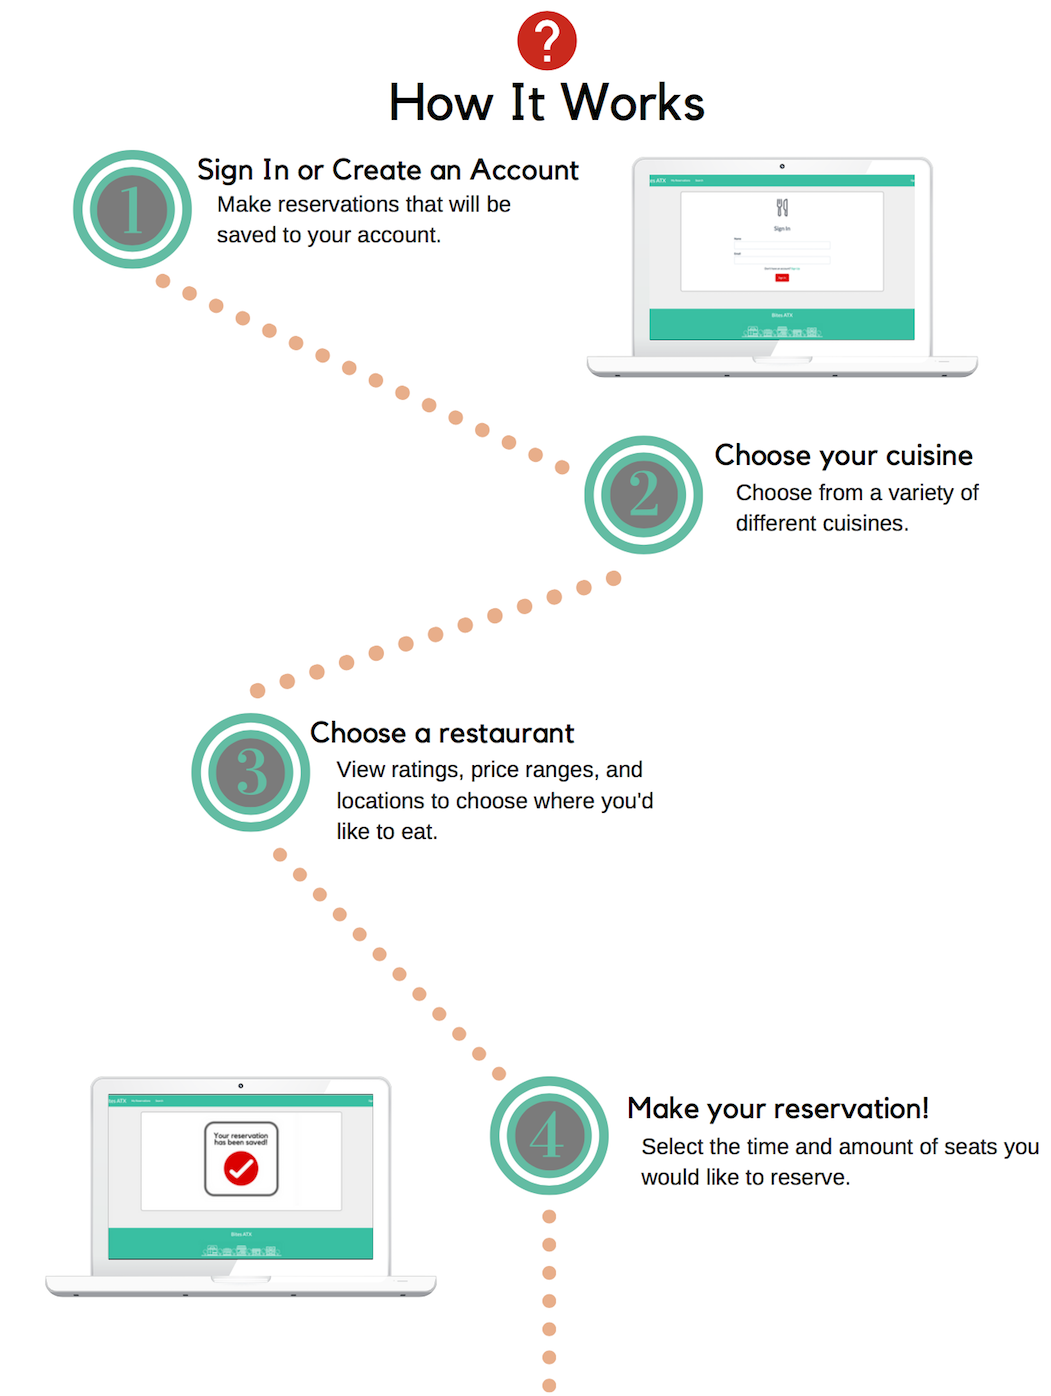 ?
How It Works
1
Sign In or Create an Account
Make reservations that will be
saved to your account.
Sign In
Bites ATX
2
Choose your cuisine
Choose from a variety of
different cuisines.
3
Choose a restaurant
View ratings, price ranges, and
locations to choose where you'd
like to eat.
4
Make your reservation!
Select the time and amount of seats you
would like to reserve.
Your reservation
has been saved!
Bites ATX